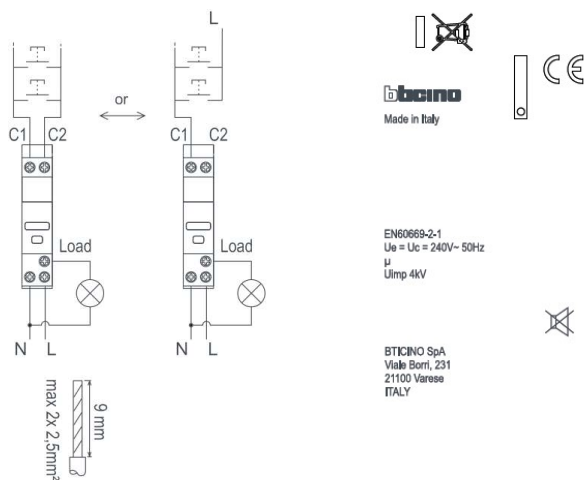 L
or
C1 C2
C1 C2
Load
Load
N L
N L
max 2x 2,5mm²
9 mm
bticino
Made in Italy
CE
EN60669-2-1
Ue = Uc = 240V~ 50Hz
μ
Uimp 4kV
BTICINO SpA
Viale Borri, 231
21100 Varese
ITALY